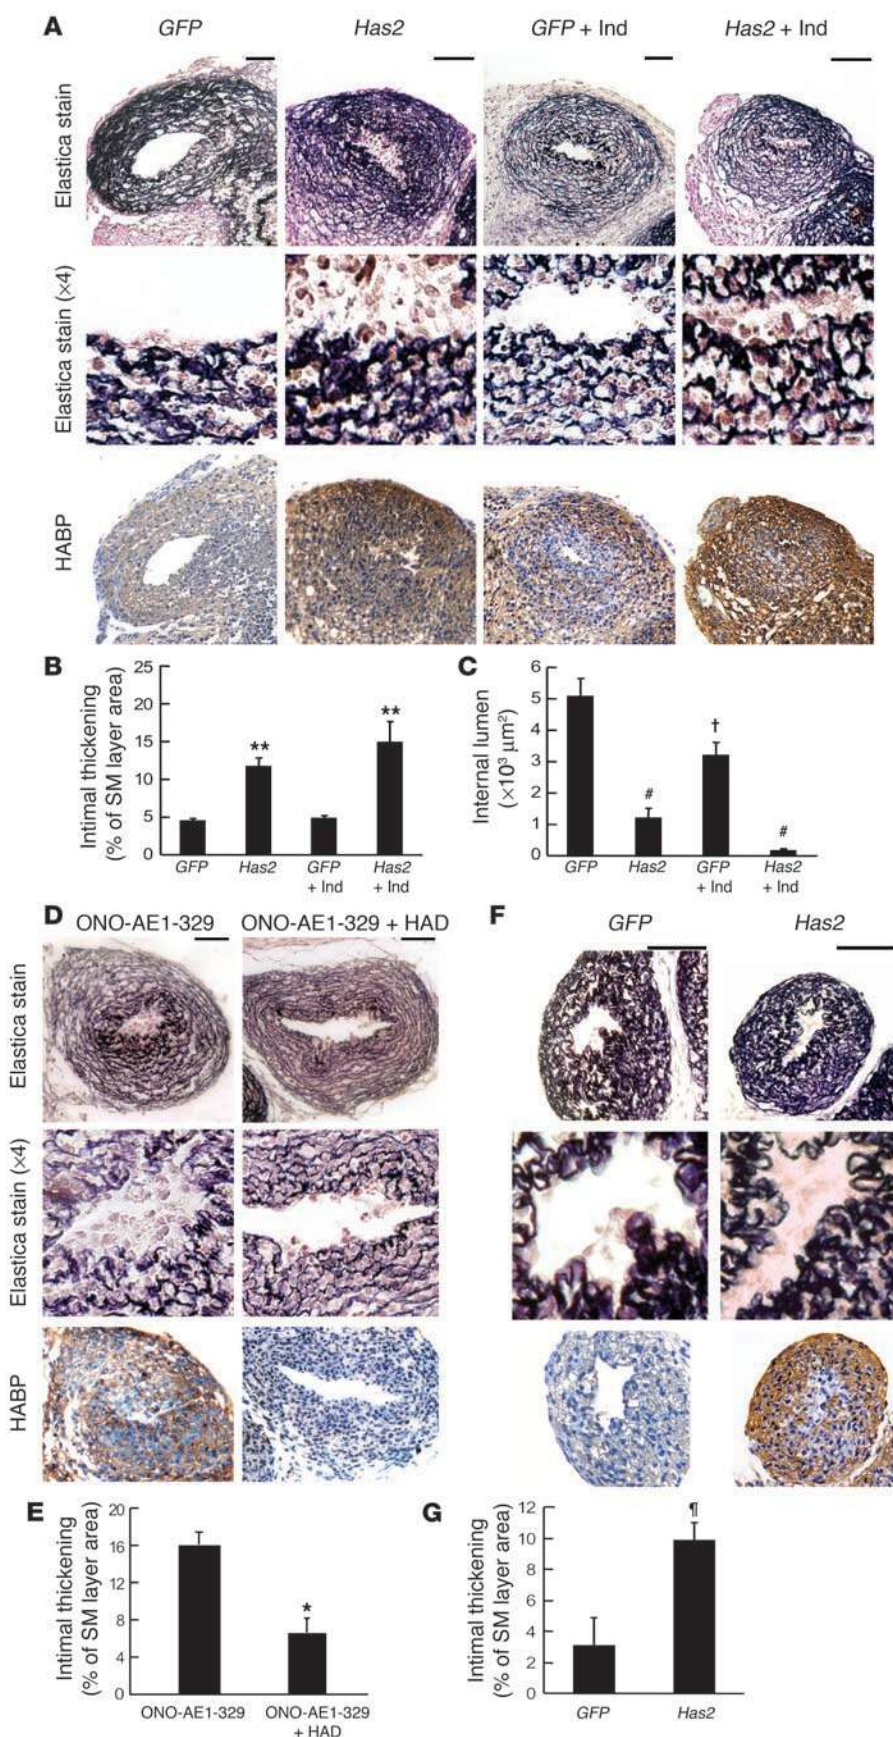 A
GFP
Has2
GFP + Ind
Has2 + Ind
Elastica stain
Elastica stain (×4)
HABP
B
Intimal thickening
(% of SM layer area)
25
20
15
10
5
0
**
**
GFP
Has2
GFP
+ Ind
Has2
+ Ind
C
Internal lumen
(×10³ μm²)
6
5
4
3
2
1
0
#
†
#
GFP
Has2
GFP
+ Ind
Has2
+ Ind
D
ONO-AE1-329
ONO-AE1-329 + HAD
Elastica stain
Elastica stain (×4)
HABP
F
GFP
Has2
E
Intimal thickening
(% of SM layer area)
20
16
12
8
4
0
*
ONO-AE1-329
ONO-AE1-329
+ HAD
G
Intimal thickening
(% of SM layer area)
12
10
8
6
4
2
0
¶
GFP
Has2